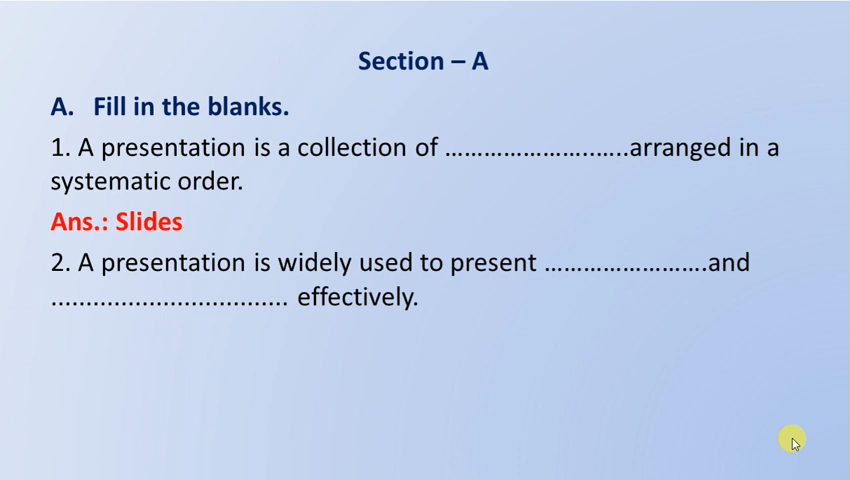 Section – A
A. Fill in the blanks.
1. A presentation is a collection of …………………..…..arranged in a
systematic order.
Ans.: Slides
2. A presentation is widely used to present …………………….and
.................................. effectively.